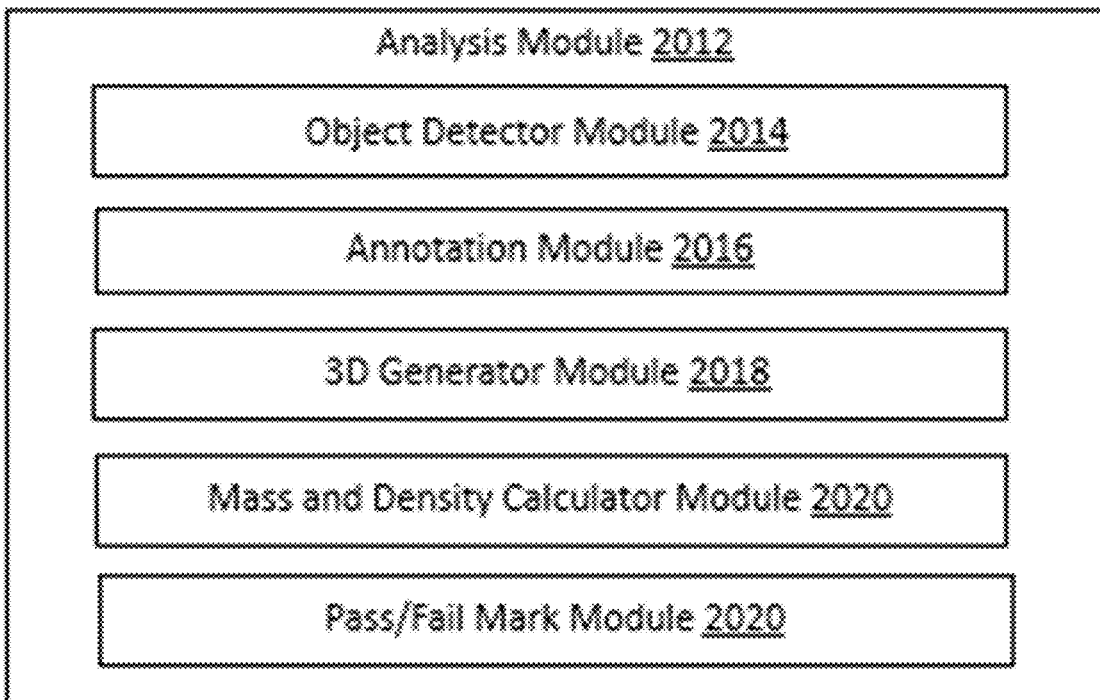 Analysis Module 2012
Object Detector Module 2014
Annotation Module 2016
3D Generator Module 2018
Mass and Density Calculator Module 2020
Pass/Fail Mark Module 2020